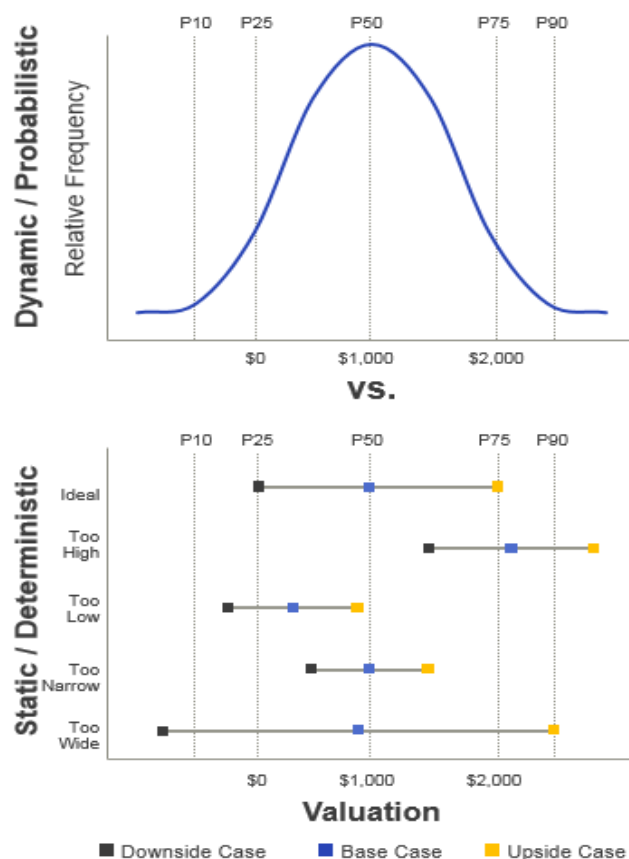 Dynamic / Probabilistic
Relative Frequency
P10 P25 P50 P75 P90
$0 $1,000 $2,000
vs.
Static / Deterministic
P10 P25 P50 P75 P90
Ideal
Too
High
Too
Low
Too
Narrow
Too
Wide
$0 $1,000 $2,000
Valuation
Downside Case Base Case Upside Case